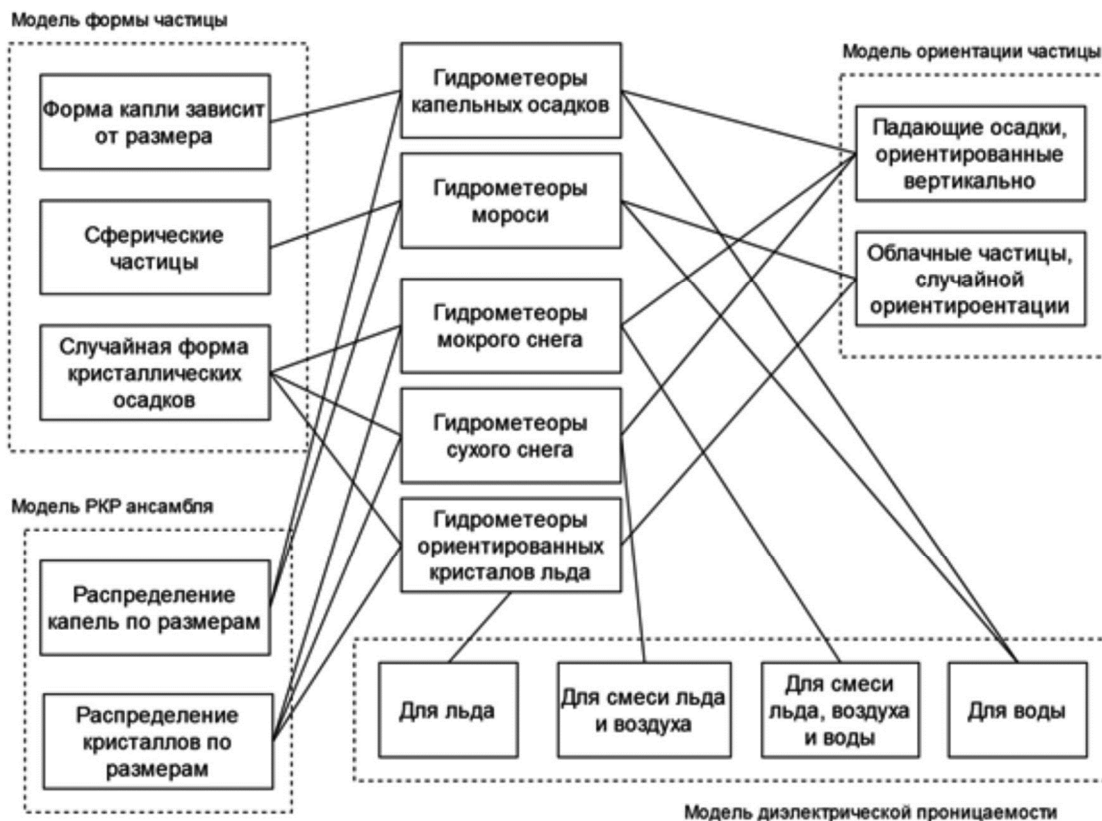 Модель формы частицы
Форма капли зависит
от размера
Сферические
частицы
Случайная форма
кристаллических
осадков
Модель РКР ансамбля
Распределение
капель по размерам
Распределение
кристаллов по
размерам
Гидрометеоры
капельных осадков
Гидрометеоры
мороси
Гидрометеоры
мокрого снега
Гидрометеоры
сухого снега
Гидрометеоры
ориентированных
кристалов льда
Модель ориентации частицы
Падающие осадки,
ориентированные
вертикально
Облачные частицы,
случайной
ориентироентации
Для льда
Для смеси льда
и воздуха
Для смеси
льда, воздуха
и воды
Для воды
Модель диэлектрической проницаемости